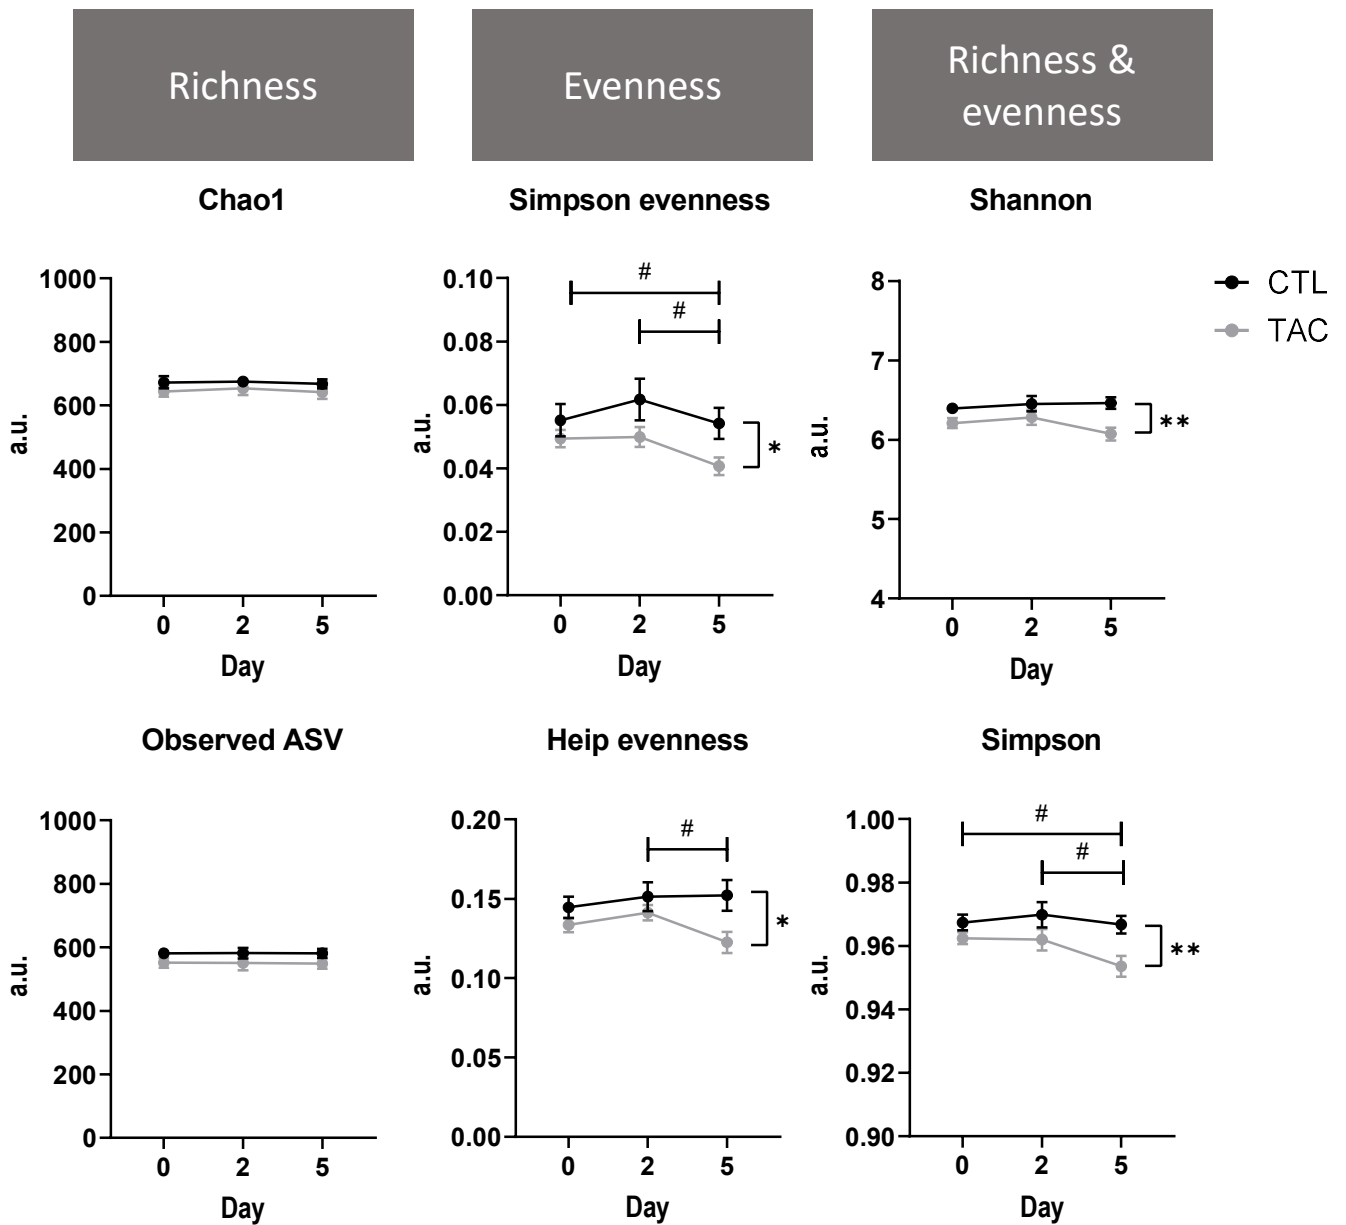 Richness
Evenness
Richness &
evenness
Chao1
1000
800
600
400
200
0
a.u.
0 2 5
Day
Simpson evenness
0.10
0.08
0.06
0.04
0.02
0.00
a.u.
#
#
*
0 2 5
Day
Shannon
8
7
6
5
4
a.u.
**
0 2 5
Day
CTL
TAC
Observed ASV
1000
800
600
400
200
0
a.u.
0 2 5
Day
Heip evenness
0.20
0.15
0.10
0.05
0.00
a.u.
#
*
0 2 5
Day
Simpson
1.00
0.98
0.96
0.94
0.92
0.90
a.u.
#
#
**
0 2 5
Day